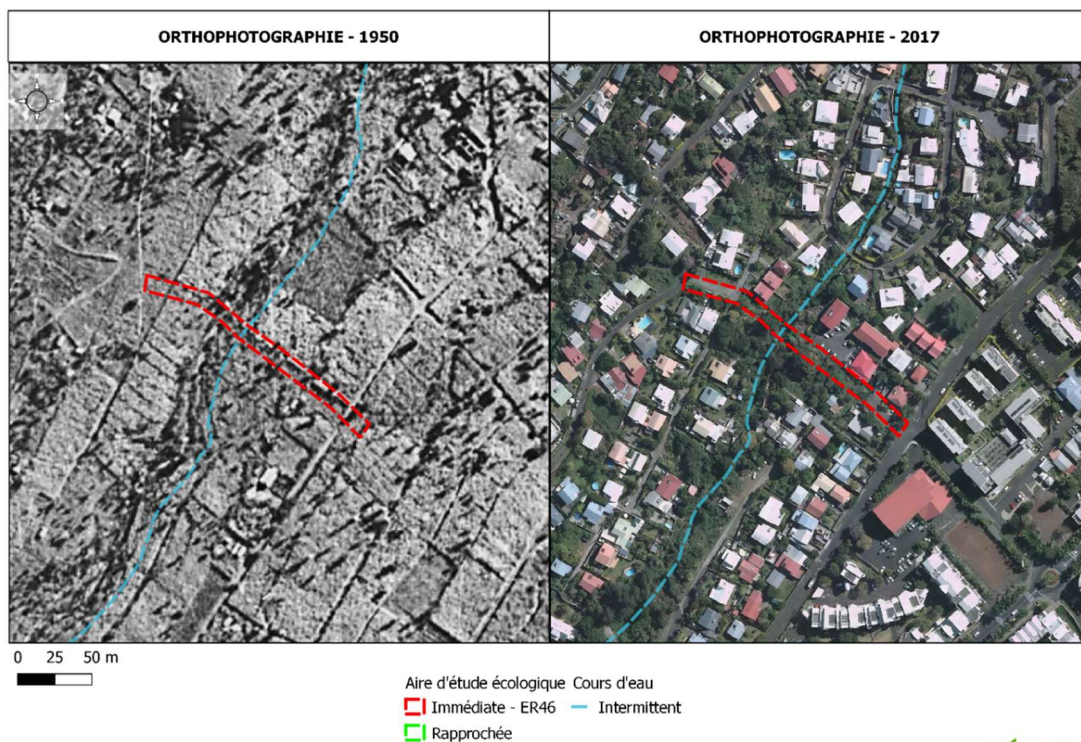 ORTHOPHOTOGRAPHIE - 1950
ORTHOPHOTOGRAPHIE - 2017
0 25 50 m
Aire d'étude écologique Cours d'eau
Immédiate - ER46 Intermittent
Rapprochée